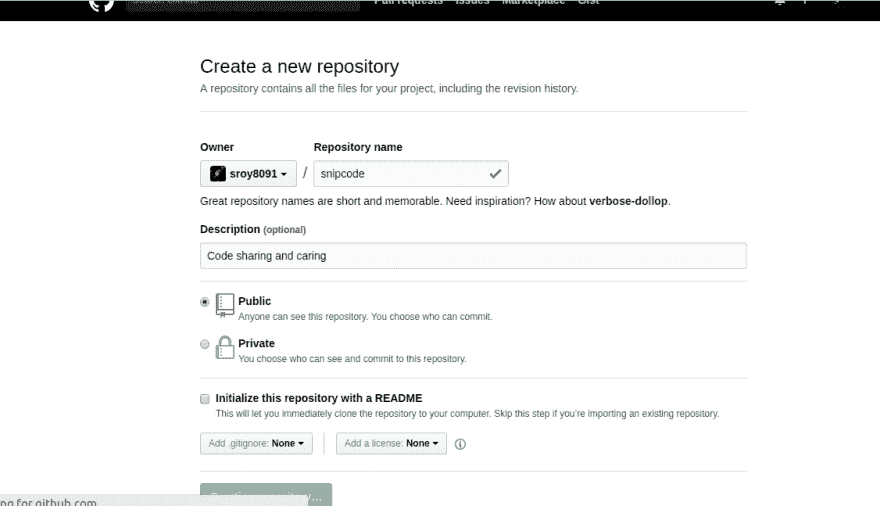 Pull requests Issues Marketplace Gist
Create a new repository
A repository contains all the files for your project, including the revision history.
Owner Repository name
sroy8091 / snipcode
Great repository names are short and memorable. Need inspiration? How about verbose-dollop.
Description (optional)
Code sharing and caring
Public
Anyone can see this repository. You choose who can commit.
Private
You choose who can see and commit to this repository.
Initialize this repository with a README
This will let you immediately clone the repository to your computer. Skip this step if you're importing an existing repository.
Add .gitignore: None Add a license: None
for github.com